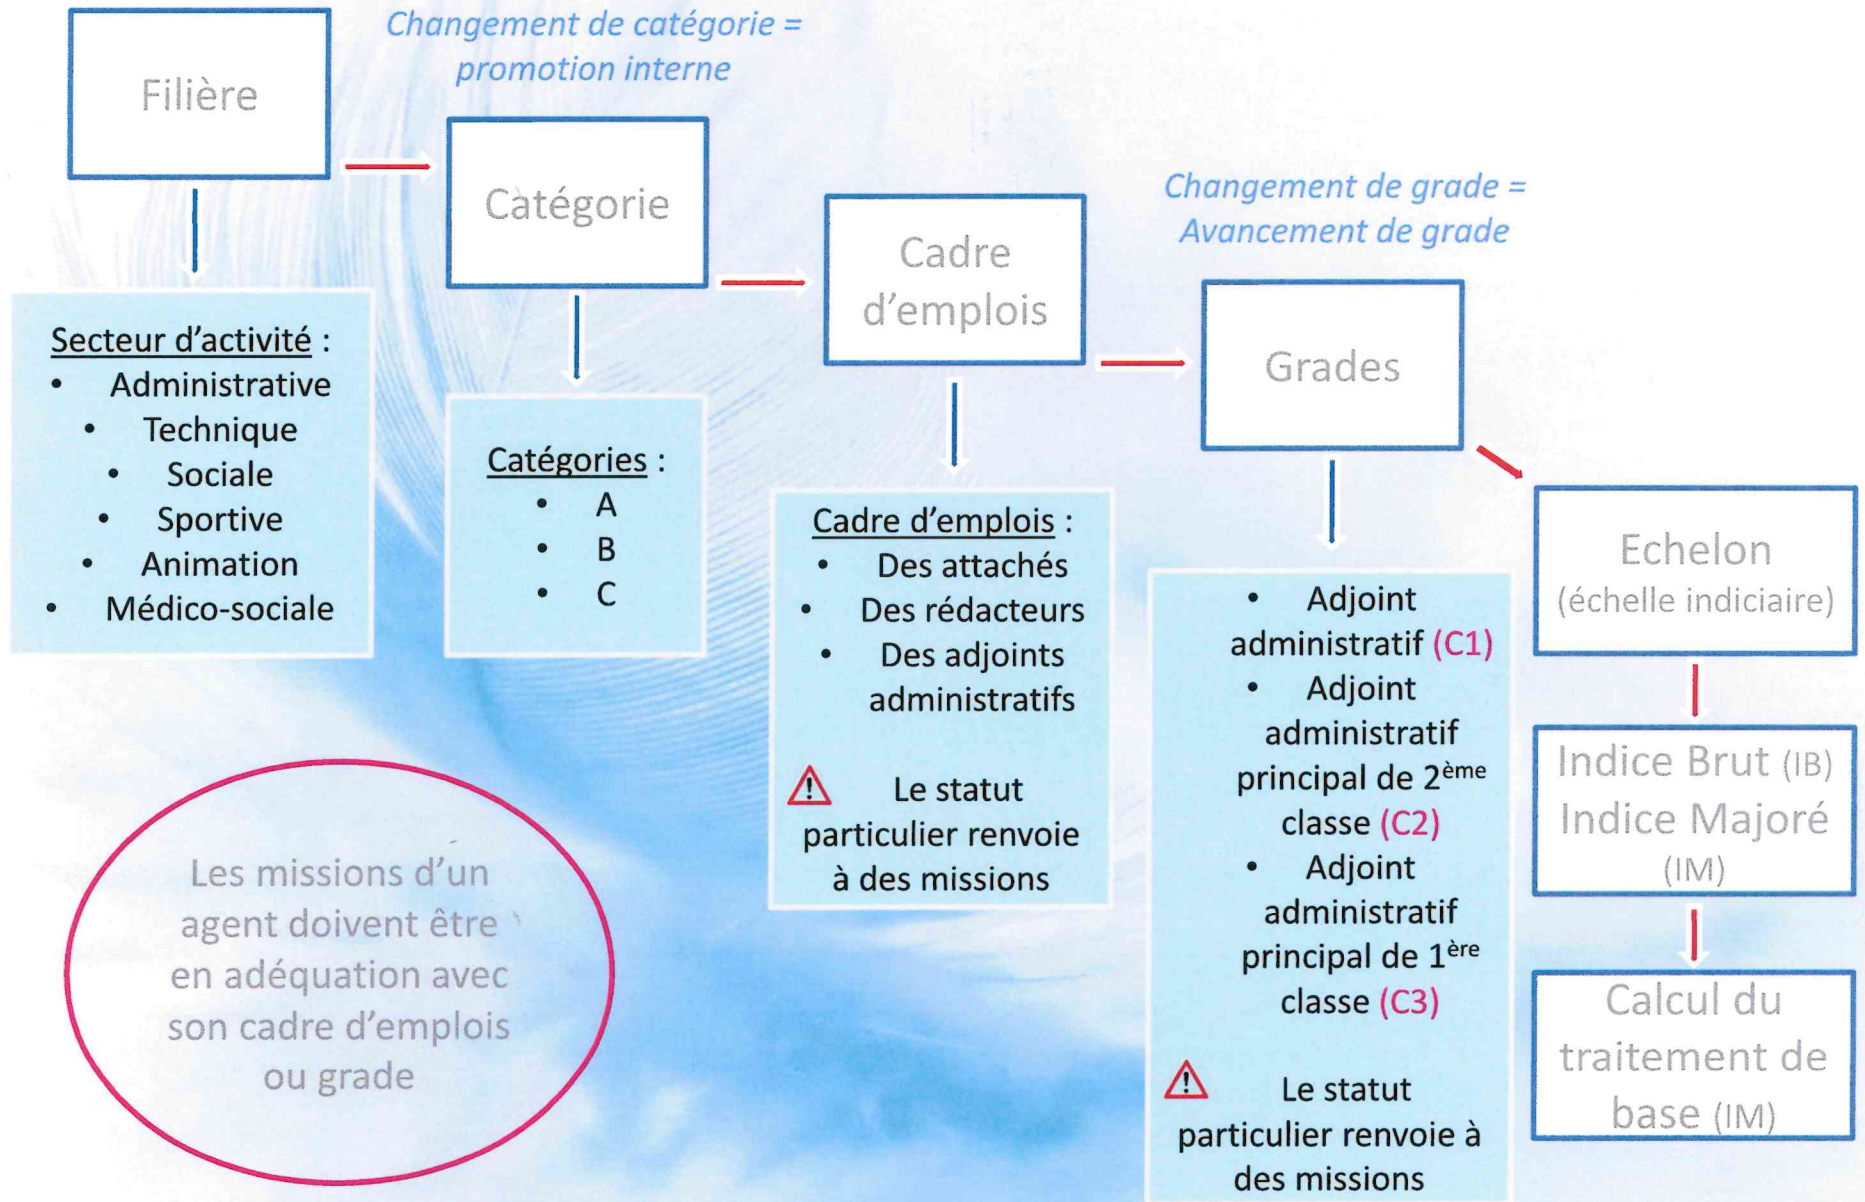 Filière
Changement de catégorie =
promotion interne
Catégorie
Cadre
d'emplois
Changement de grade =
Avancement de grade
Grades
Secteur d'activité :
• Administrative
• Technique
• Sociale
• Sportive
• Animation
• Médico-sociale
Catégories :
• A
• B
• C
Cadre d'emplois :
• Des attachés
• Des rédacteurs
• Des adjoints
administratifs
Le statut
particulier renvoie
à des missions
• Adjoint
administratif (C1)
• Adjoint
administratif
principal de 2ème
classe (C2)
• Adjoint
administratif
principal de 1ère
classe (C3)
Le statut
particulier renvoie à
des missions
Echelon
(échelle indiciaire)
Indice Brut (IB)
Indice Majoré
(IM)
Calcul du
traitement de
base (IM)
Les missions d'un
agent doivent être
en adéquation avec
son cadre d'emplois
ou grade